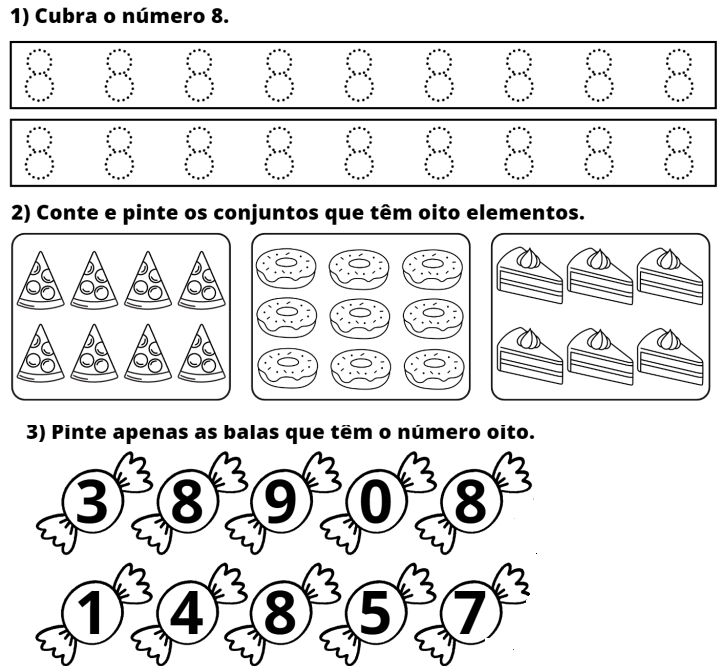 1) Cubra o número 8.
8 8 8 8 8 8 8 8 8
8 8 8 8 8 8 8 8 8
2) Conte e pinte os conjuntos que têm oito elementos.
3) Pinte apenas as balas que têm o número oito.
3 8 9 0 8
1 4 8 5 7